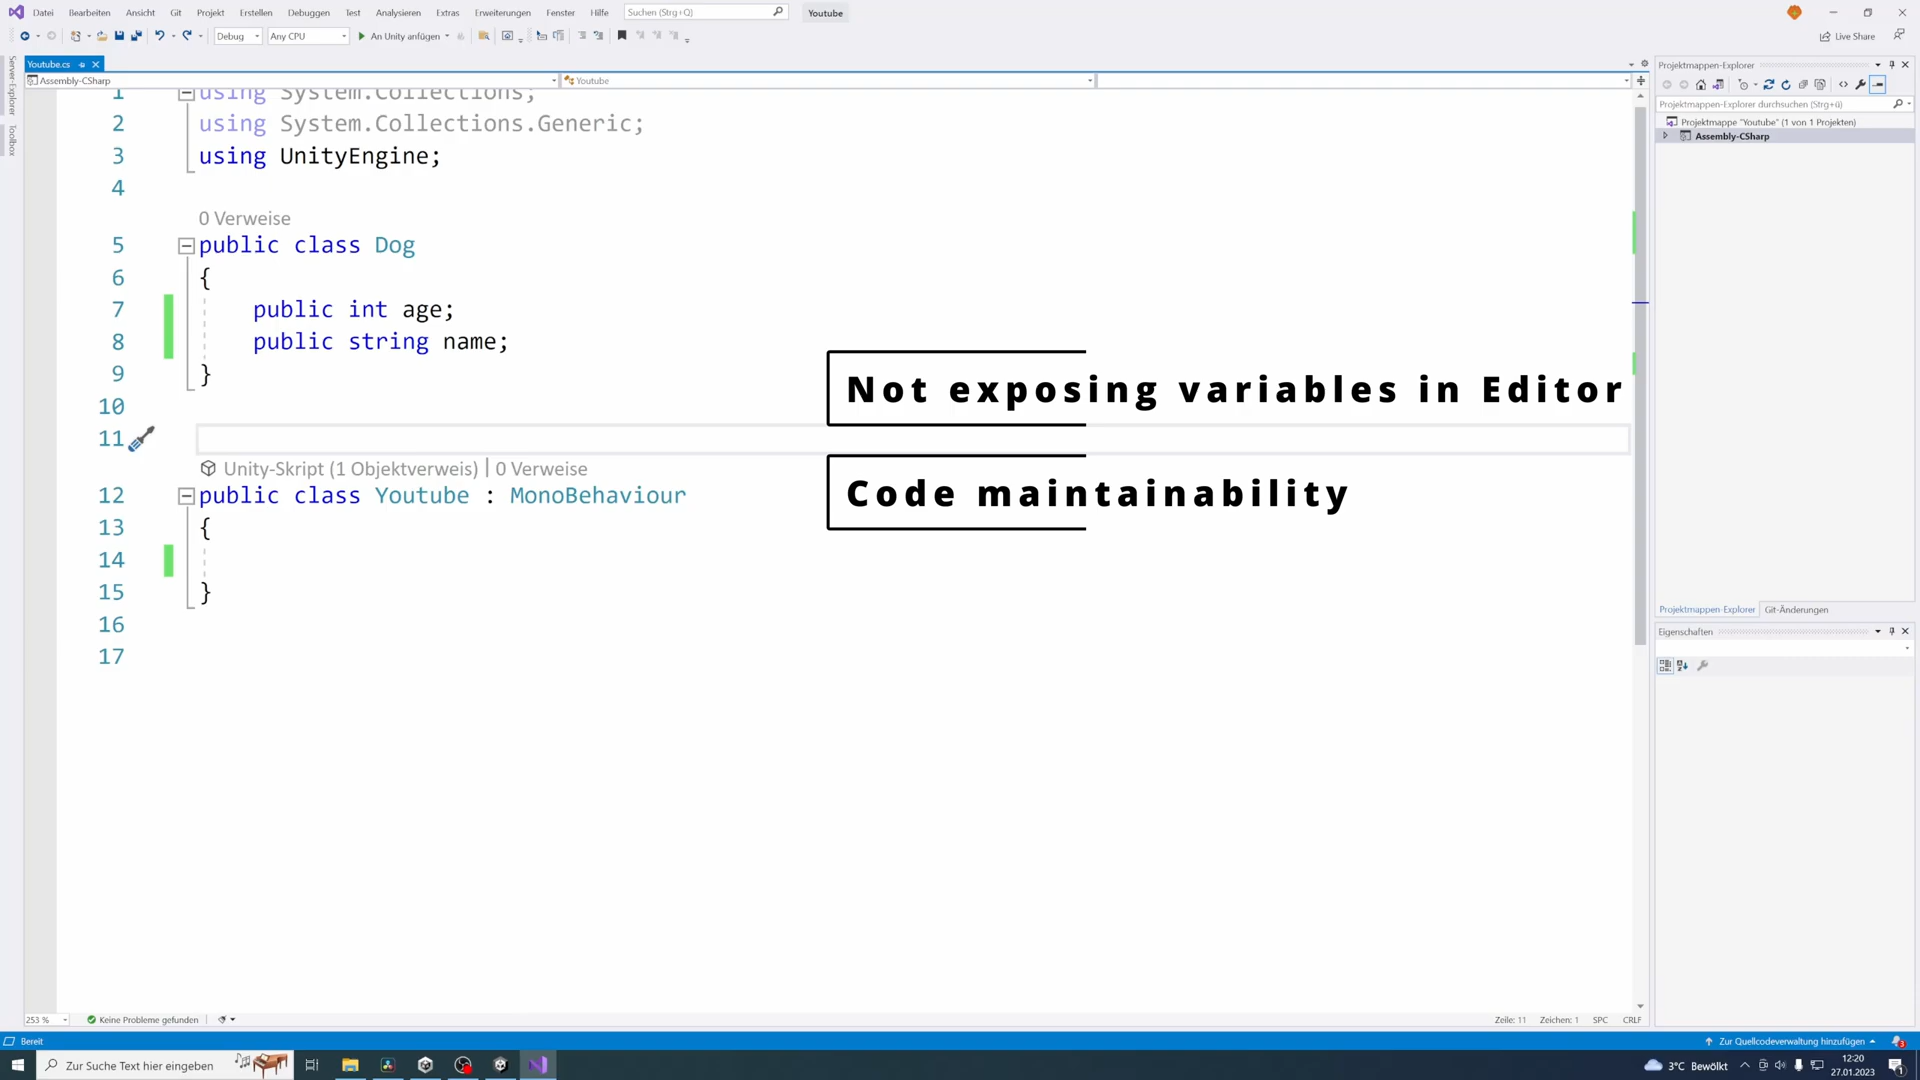 Datei Bearbeiten Ansicht Git Projekt Erstellen Debuggen Test Analysieren Extras Erweiterungen Fenster Hilfe Suchen (Strg+Q) Youtube
Debug Any CPU An Unity anfügen Live Share
Youtube.cs
Assembly-CSharp Youtube
Server-Explorer
Toolbox
1 using System.Collections;
2 using System.Collections.Generic;
3 using UnityEngine;
4
0 Verweise
5 public class Dog
6 {
7 public int age;
8 public string name;
9 }
10
11
Unity-Skript (1 Objektverweis) | 0 Verweise
12 public class Youtube : MonoBehaviour
13 {
14
15 }
16
17
Not exposing variables in Editor
Code maintainability
Projektmappen-Explorer
Projektmappen-Explorer durchsuchen (Strg+ü)
Projektmappe "Youtube" (1 von 1 Projekten)
Assembly-CSharp
Projektmappen-Explorer Git-Änderungen
Eigenschaften
253 % Keine Probleme gefunden Zeile: 11 Zeichen: 1 SPC CRLF
Bereit Zur Quellcodeverwaltung hinzufügen 3
Zur Suche Text hier eingeben 3°C Bewölkt 12:20
27.01.2023 1